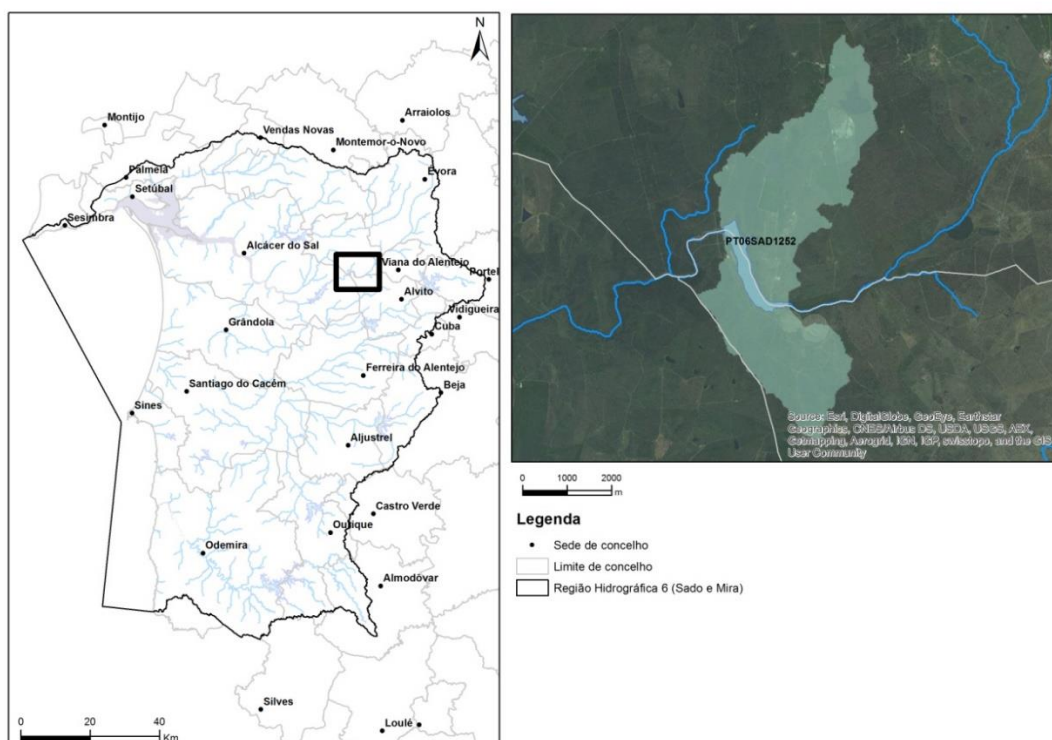 N
Montijo
Arraiolos
Vendas Novas
Montemor-o-Novo
Palmela
Évora
Setúbal
Sesimbra
Alcácer do Sal
Viana do Alentejo
Portel
Alvito
Vidigueira
Grândola
Cuba
Ferreira do Alentejo
Santiago do Cacém
Beja
Sines
Aljustrel
Castro Verde
Ourique
Odemira
Almodôvar
Silves
Loulé
0 20 40
Km
PT06SAD1252
Source: Esri, DigitalGlobe, GeoEye, Earthstar
Geographics, CNES/Airbus DS, USDA, USGS, AEX,
Getmapping, Aerogrid, IGN, IGP, swisstopo, and the GIS
User Community
0 1000 2000
m
Legenda
Sede de concelho
Limite de concelho
Região Hidrográfica 6 (Sado e Mira)